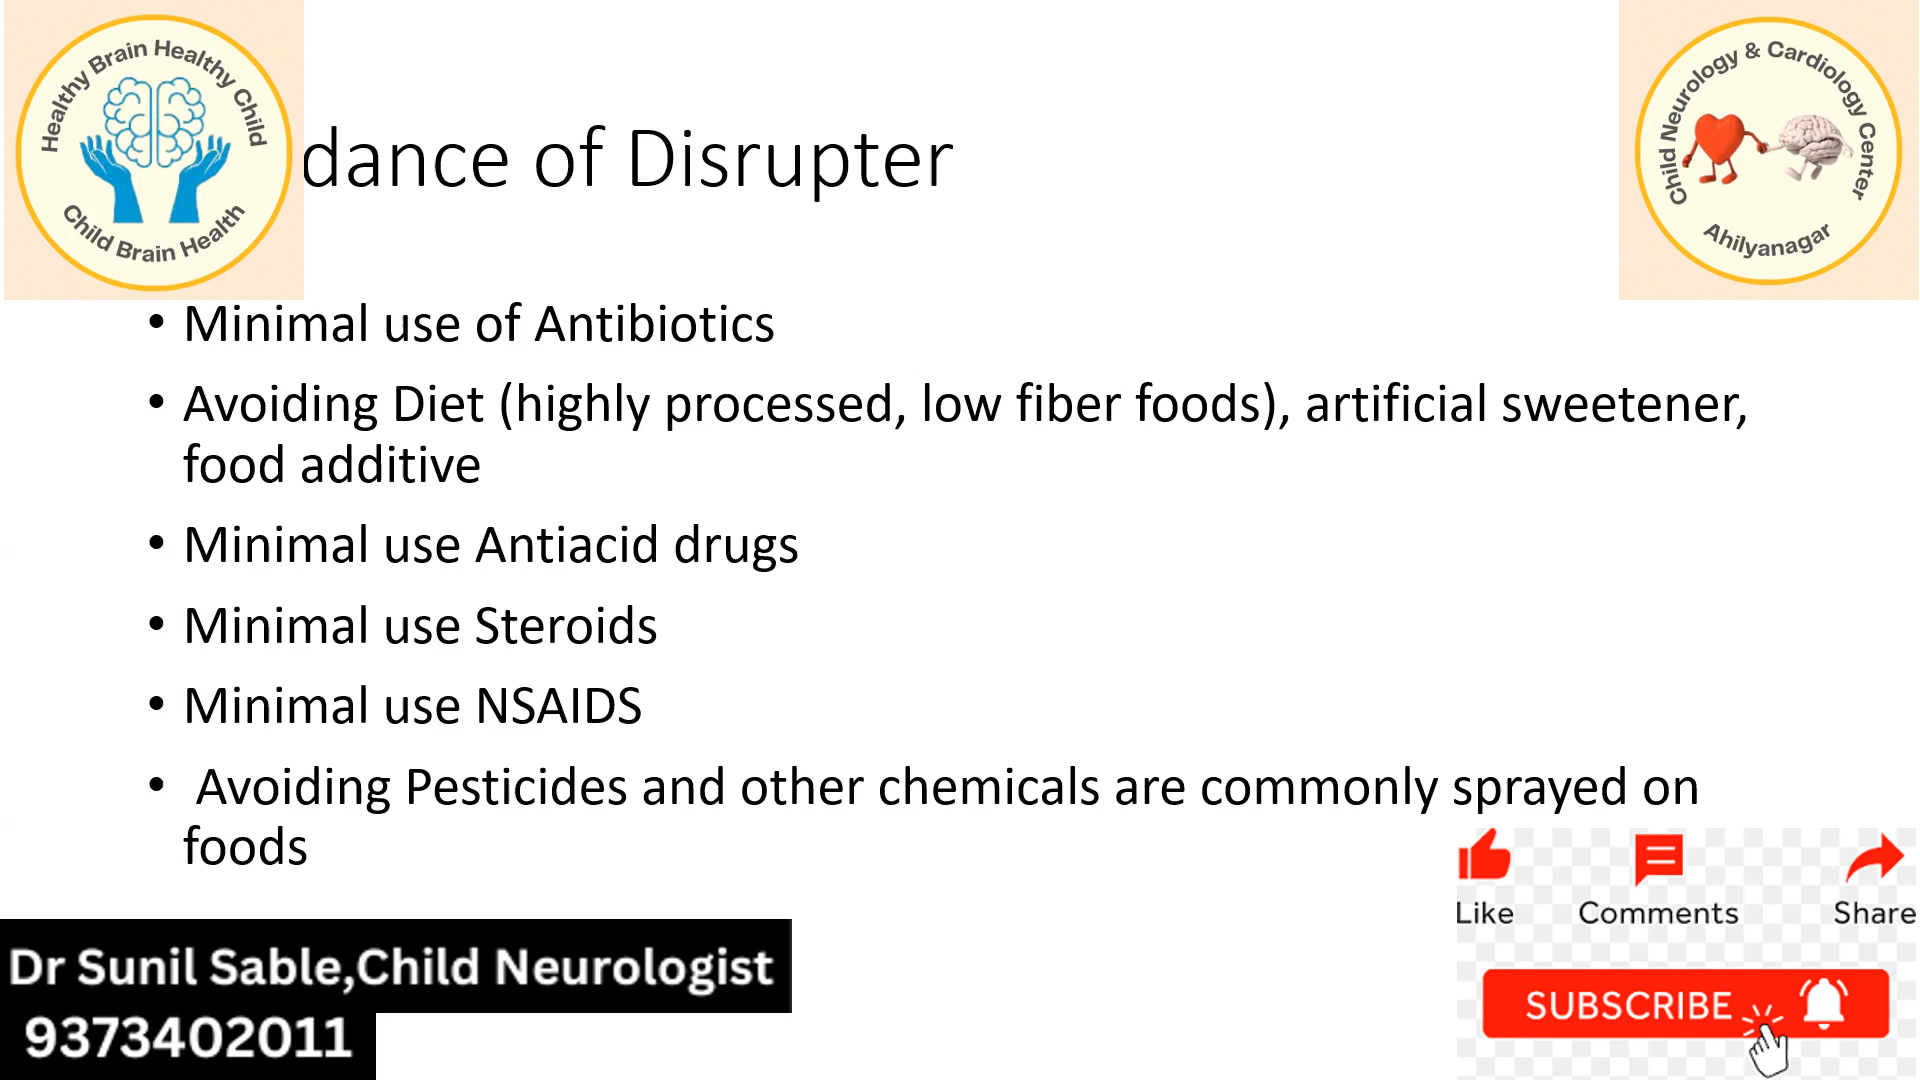 Healthy Brain Healthy Child
Child Brain Health
Child Neurology & Cardiology Center
Ahilyanagar
dance of Disrupter
• Minimal use of Antibiotics
• Avoiding Diet (highly processed, low fiber foods), artificial sweetener,
food additive
• Minimal use Antiacid drugs
• Minimal use Steroids
• Minimal use NSAIDS
• Avoiding Pesticides and other chemicals are commonly sprayed on
foods
Like Comments Share
SUBSCRIBE
Dr Sunil Sable,Child Neurologist
9373402011